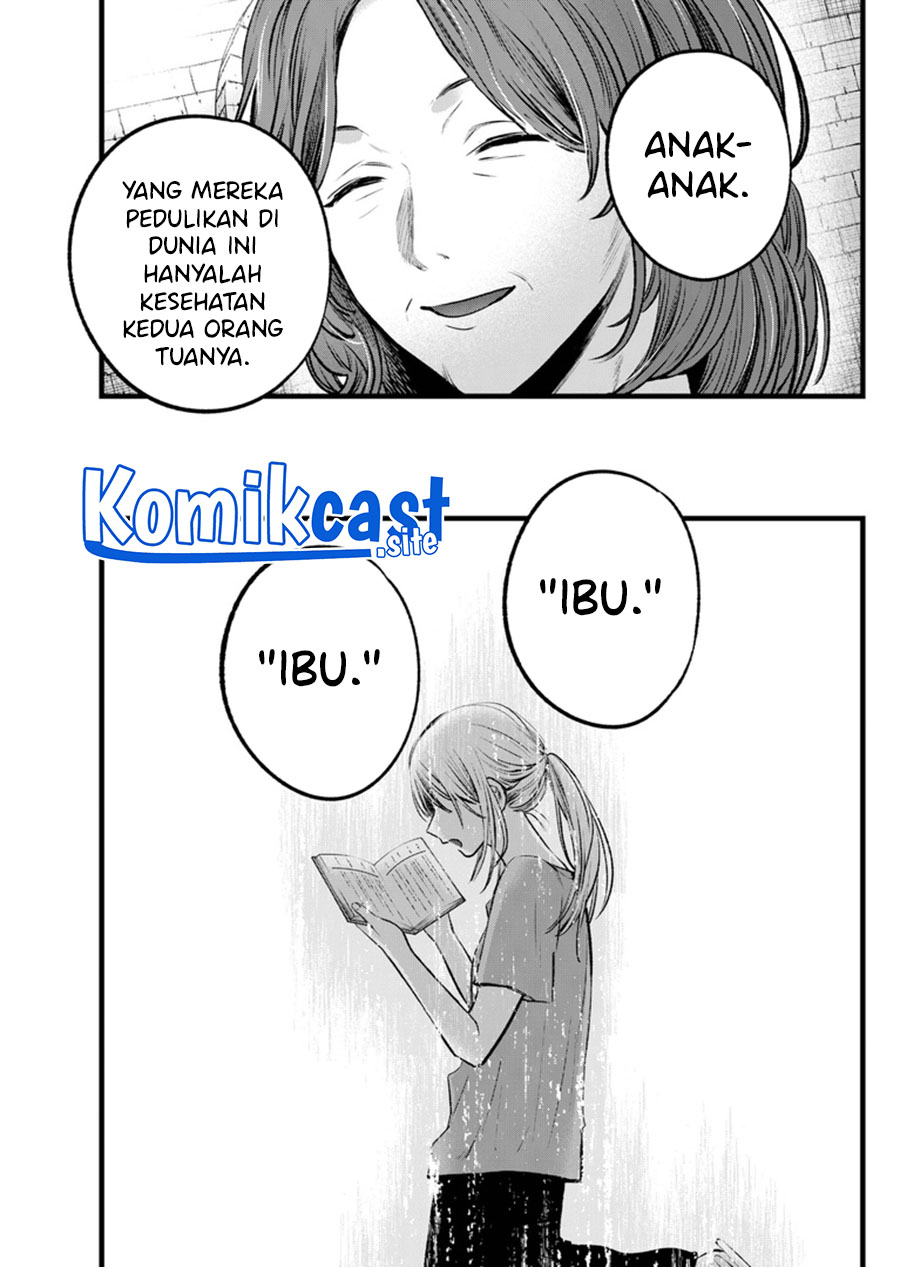 ANAK-
ANAK.
YANG MEREKA
PEDULIKAN DI
DUNIA INI
HANYALAH
KESEHATAN
KEDUA ORANG
TUANYA.
Komikcast
.site
"IBU."
"IBU."